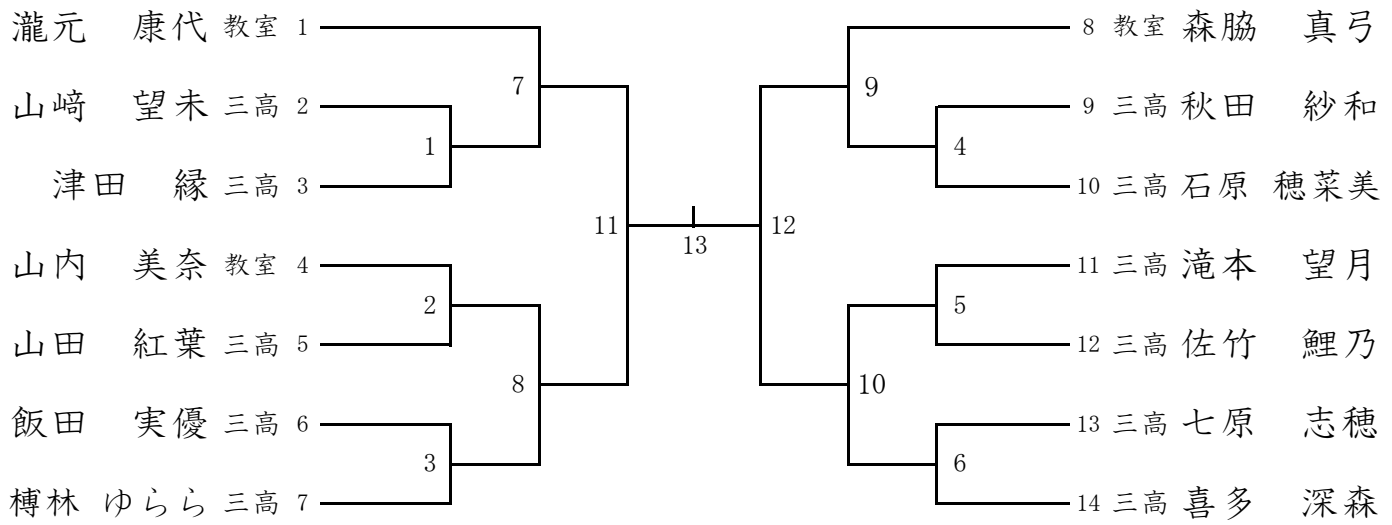 瀧元　康代 教室 1
山﨑　望未 三高 2
津田　縁 三高 3
山内　美奈 教室 4
山田　紅葉 三高 5
飯田　実優 三高 6
榑林 ゆらら 三高 7
7
1
2
8
3
11
13
12
9
4
5
10
6
8 教室 森脇　真弓
9 三高 秋田　紗和
10 三高 石原 穂菜美
11 三高 滝本　望月
12 三高 佐竹　鯉乃
13 三高 七原　志穂
14 三高 喜多　深森